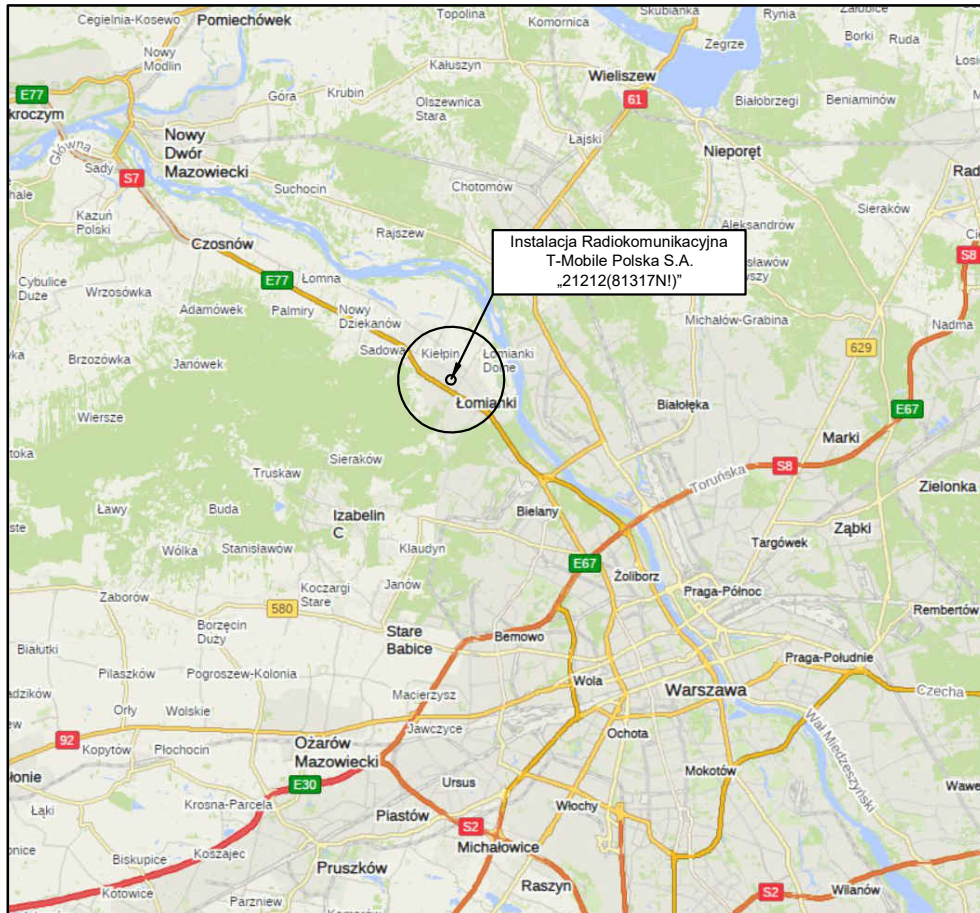 Cegielnia-Kosewo
Pomiechówek
Topolina
Komornica
Skubianka
Rynia
Załubice
Nowy
Modlin
Kałuszyn
Zegrze
Borki
Ruda
E77
kroczym
Góra
Krubin
Olszewnica
Stara
Wieliszew
61
Białobrzegi
Beniaminów
Główna
Nowy
Dwór
Mazowiecki
Łajski
Nieporęt
Sady
S7
Suchocin
Chotomów
Rad
hale
Kazuń
Polski
Sieraków
Czosnów
Rajszew
Aleksandrów
Instalacja Radiokomunikacyjna
T-Mobile Polska S.A.
„21212(81317N!)”
S8
Cybulice
Duże
Wrzosówka
E77
Łomna
Adamówek
Palmiry
Nowy
Dziekanów
Michałów-Grabina
Nadma
629
Brzozówka
Janówek
Sadowa
Kiełpin
Łomianki
Dolne
Wiersze
Łomianki
Białołęka
E67
Marki
Sieraków
Truskaw
Toruńska
S8
Zielonka
Ławy
Buda
Izabelin
C
Bielany
Ząbki
Wólka
Stanisławów
Klaudyn
Targówek
E67
Żoliborz
Zaborów
Koczargi
Stare
Janów
Praga-Północ
580
Rembertów
Borzęcin
Duży
Stare
Babice
Bemowo
Białutki
Praga-Południe
Pilaszków
Pogroszew-Kolonia
Wola
adzików
Macierzysz
Warszawa
Czecha
Orły
Wolskie
Jawczyce
Wał Miedzeszyński
92
Kopytów
Płochocin
Ożarów
Mazowiecki
Ochota
Mokotów
łonie
E30
Ursus
Wawe
Łąki
Krosna-Parcela
Piastów
Włochy
S2
Koszajec
Michałowice
Biskupice
Pruszków
Kotowice
Parzniew
Raszyn
S2
Wilanów